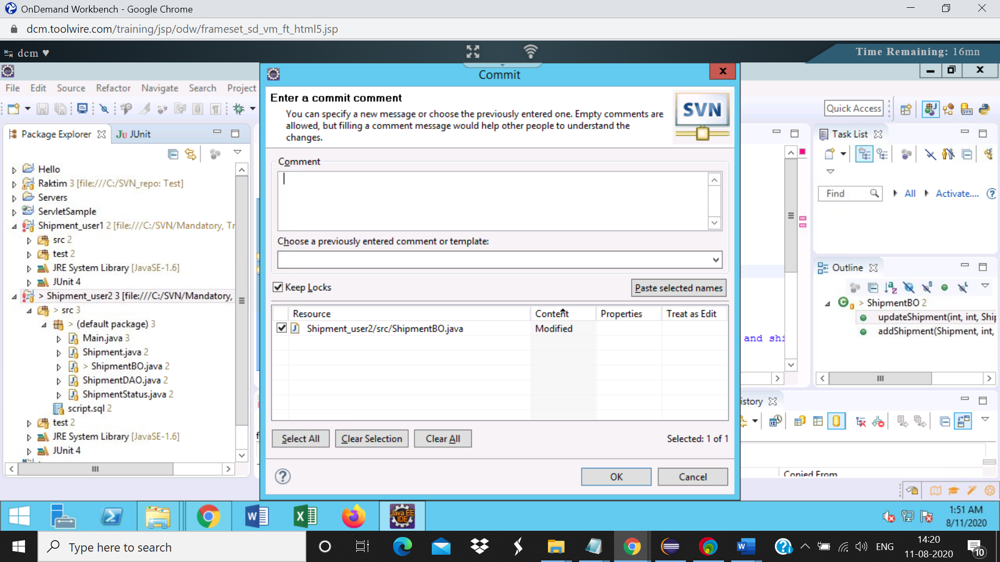 OnDemand Workbench - Google Chrome
dcm.toolwire.com/training/jsp/odw/frameset_sd_vm_ft_html5.jsp
dcm ♥
Time Remaining: 16mn
Commit
File Edit Source Refactor Navigate Search Project
Enter a commit comment
You can specify a new message or choose the previously entered one. Empty comments are
allowed, but filling a comment message would help other people to understand the
changes.
SVN
Quick Access
Package Explorer
JUnit
Task List
Comment
Hello
Raktim 3 [file:///C:/SVN_repo: Test]
Servers
ServletSample
Shipment_user1 2 [file:///C:/SVN/Mandatory, Tr
src 2
test 2
JRE System Library [JavaSE-1.6]
JUnit 4
> Shipment_user2 3 [file:///C:/SVN/Mandatory,
> src 3
> (default package) 3
Main.java 3
Shipment.java 2
> ShipmentBO.java 2
ShipmentDAO.java 2
ShipmentStatus.java 2
script.sql 2
test 2
JRE System Library [JavaSE-1.6]
JUnit 4
Choose a previously entered comment or template:
Keep Locks
Paste selected names
Resource Content Properties Treat as Edit
Shipment_user2/src/ShipmentBO.java Modified
Select All Clear Selection Clear All
Selected: 1 of 1
OK Cancel
Find
All
Activate....
Outline
> ShipmentBO 2
updateShipment(int, int, Ship
addShipment(Shipment, int,
and shi
istory
Copied From
Java EE
IDE
1:51 AM
8/11/2020
Type here to search
ENG
14:20
11-08-2020
10